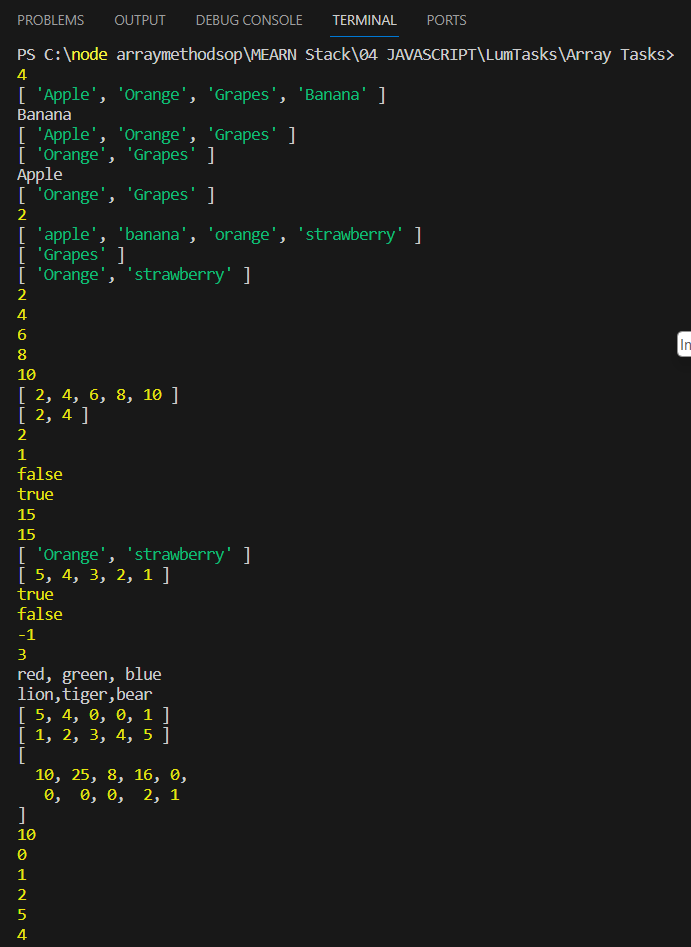 PROBLEMS OUTPUT DEBUG CONSOLE TERMINAL PORTS
PS C:\node arraymethodsop\MEARN Stack\04 JAVASCRIPT\LumTasks\Array Tasks>
4
[ 'Apple', 'Orange', 'Grapes', 'Banana' ]
Banana
[ 'Apple', 'Orange', 'Grapes' ]
[ 'Orange', 'Grapes' ]
Apple
[ 'Orange', 'Grapes' ]
2
[ 'apple', 'banana', 'orange', 'strawberry' ]
[ 'Grapes' ]
[ 'Orange', 'strawberry' ]
2
4
6
In
8
10
[ 2, 4, 6, 8, 10 ]
[ 2, 4 ]
2
1
false
true
15
15
[ 'Orange', 'strawberry' ]
[ 5, 4, 3, 2, 1 ]
true
false
-1
3
red, green, blue
lion,tiger,bear
[ 5, 4, 0, 0, 1 ]
[ 1, 2, 3, 4, 5 ]
[
10, 25, 8, 16, 0,
0, 0, 0, 2, 1
]
10
0
1
2
5
4